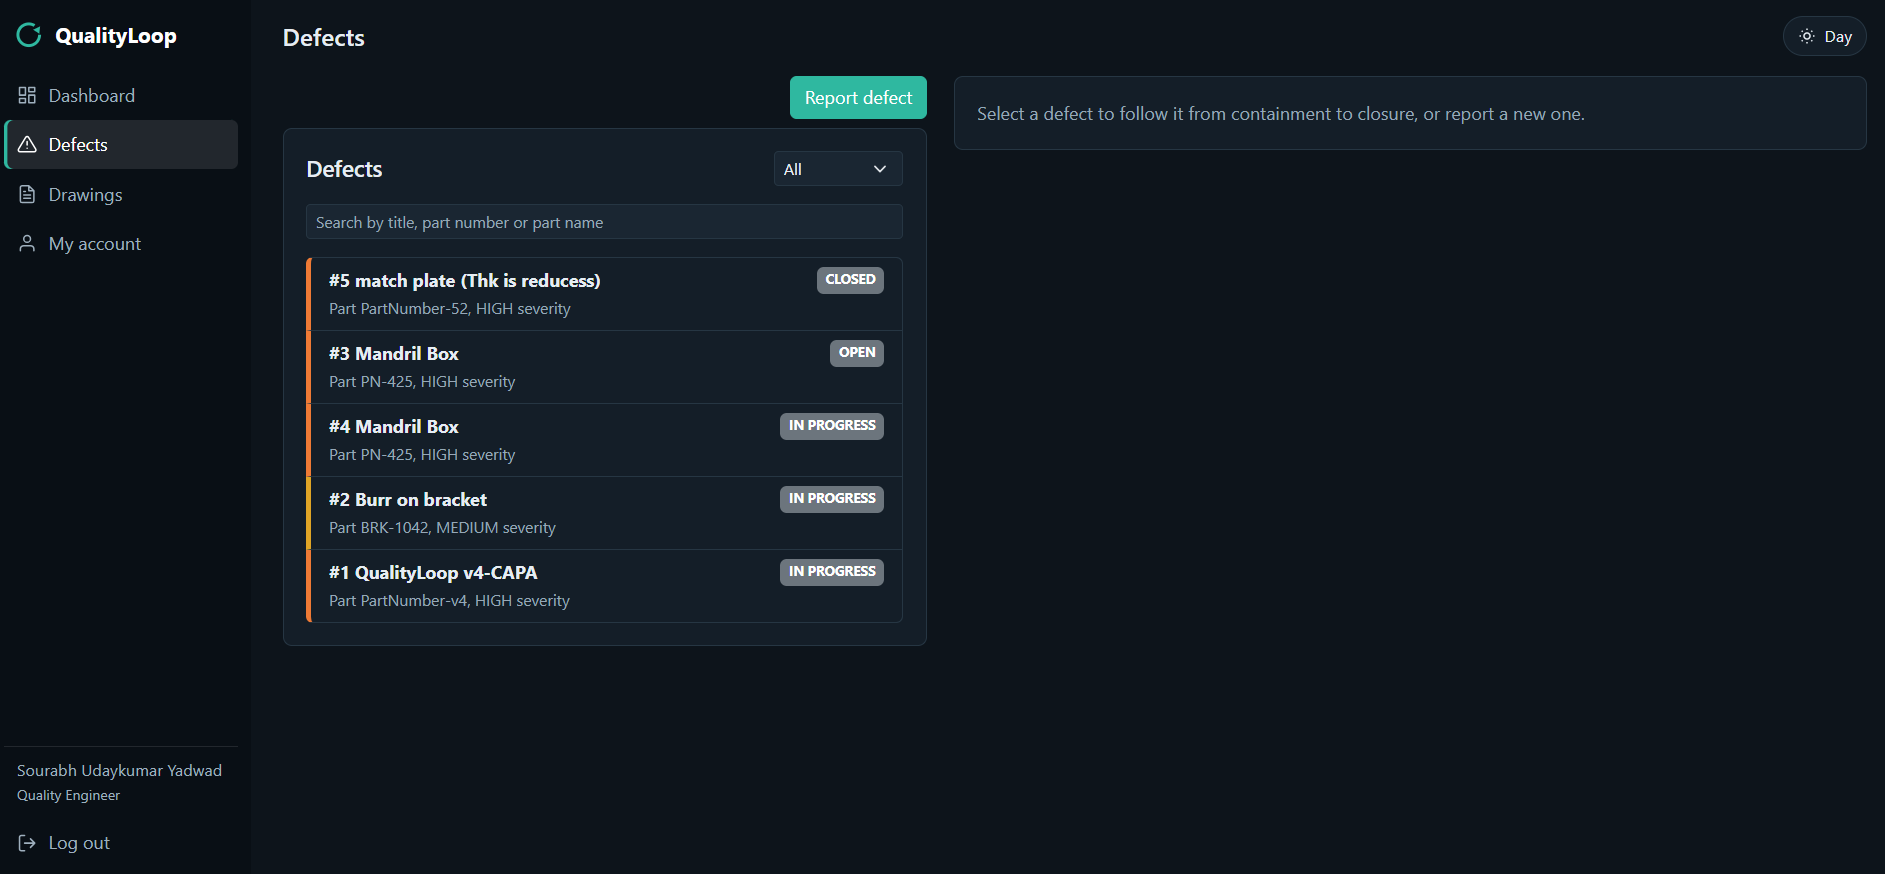 QualityLoop
Dashboard
Defects
Drawings
My account
Sourabh Udaykumar Yadwad
Quality Engineer
Log out
Defects
Day
Report defect
Defects
All
Search by title, part number or part name
#5 match plate (Thk is reducess)
CLOSED
Part PartNumber-52, HIGH severity
#3 Mandril Box
OPEN
Part PN-425, HIGH severity
#4 Mandril Box
IN PROGRESS
Part PN-425, HIGH severity
#2 Burr on bracket
IN PROGRESS
Part BRK-1042, MEDIUM severity
#1 QualityLoop v4-CAPA
IN PROGRESS
Part PartNumber-v4, HIGH severity
Select a defect to follow it from containment to closure, or report a new one.